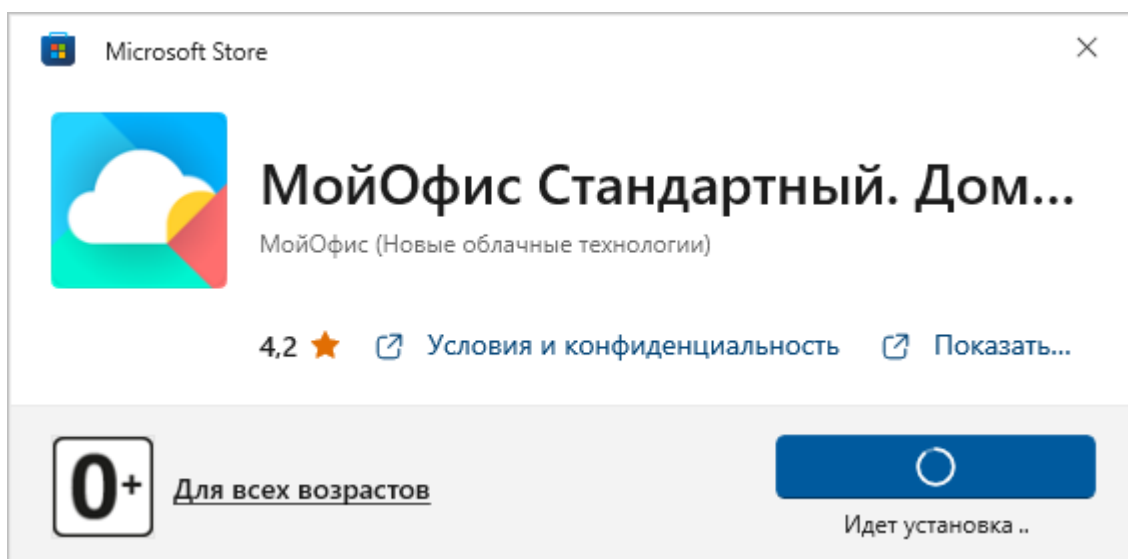 Microsoft Store
МойОфис Стандартный. Дом...
МойОфис (Новые облачные технологии)
4,2 Условия и конфиденциальность Показать...
0+ Для всех возрастов
Идет установка ..